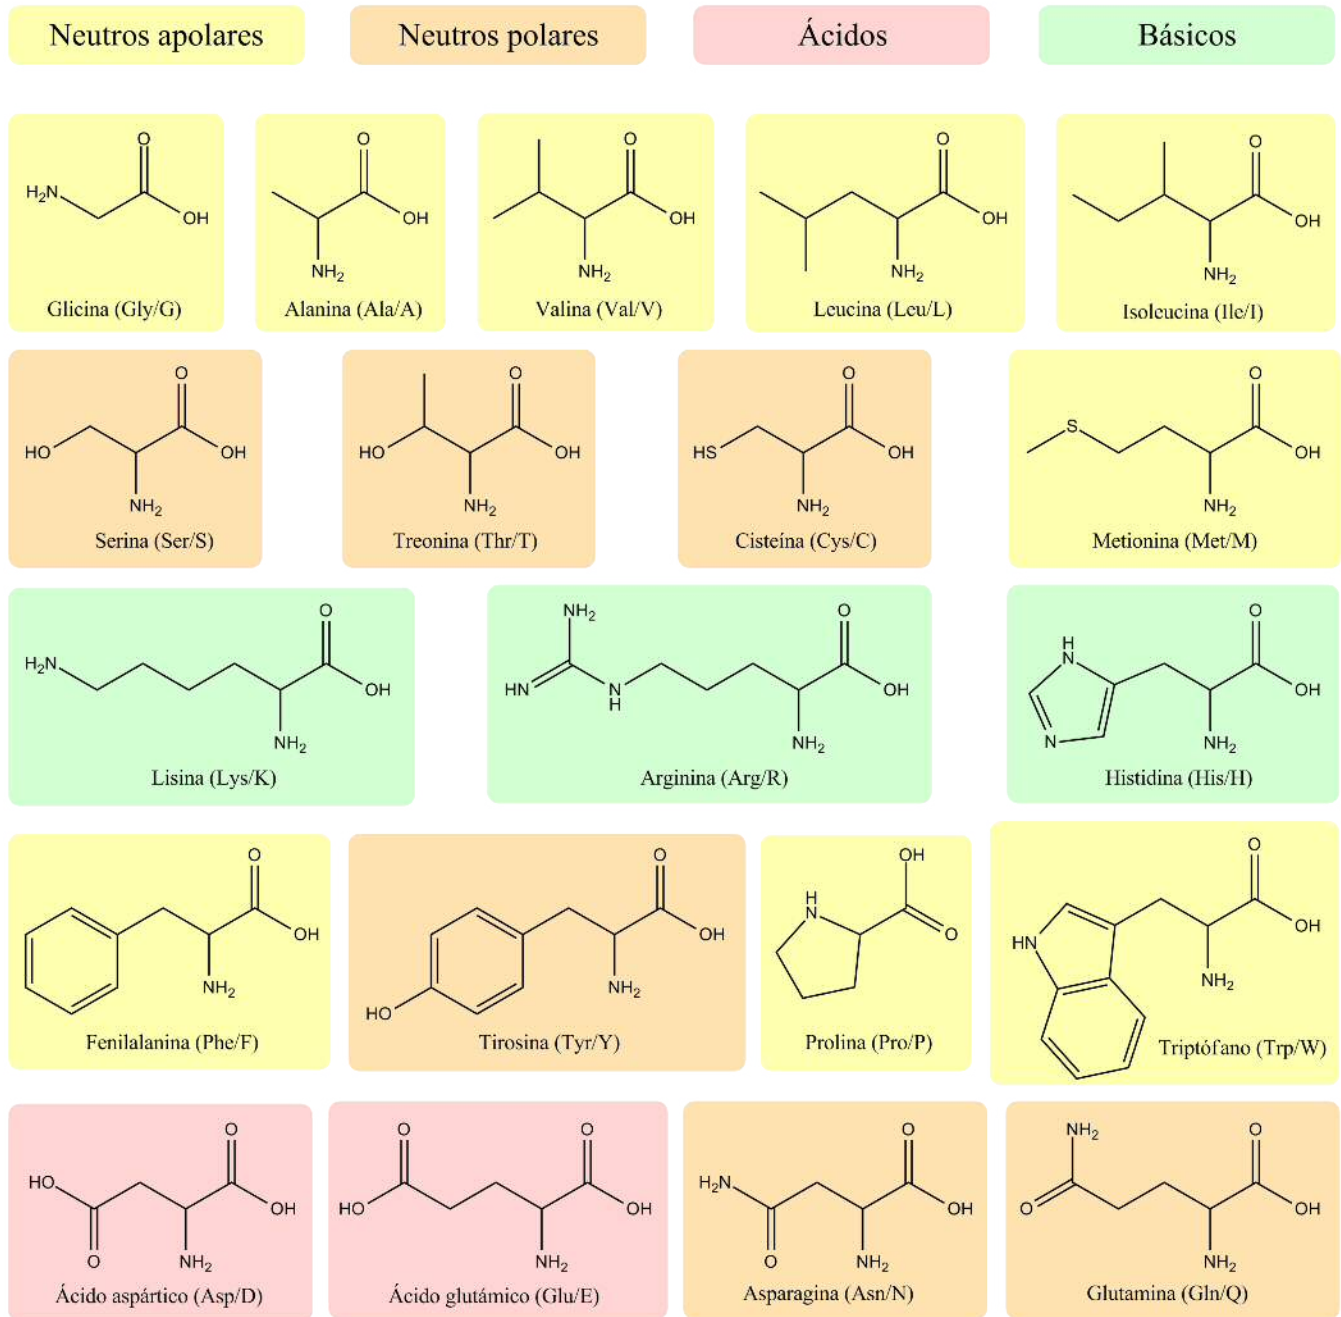 Neutros apolares
Neutros polares
Ácidos
Básicos
O
H₂N
OH
Glicina (Gly/G)
O
OH
NH₂
Alanina (Ala/A)
O
OH
NH₂
Valina (Val/V)
O
OH
NH₂
Leucina (Leu/L)
O
OH
NH₂
Isoleucina (Ile/I)
O
HO
OH
NH₂
Serina (Ser/S)
O
HO
OH
NH₂
Treonina (Thr/T)
O
HS
OH
NH₂
Cisteína (Cys/C)
O
S
OH
NH₂
Metionina (Met/M)
O
H₂N
OH
NH₂
Lisina (Lys/K)
NH₂
O
HN
N
H
OH
NH₂
Arginina (Arg/R)
O
H
N
OH
N
NH₂
Histidina (His/H)
O
OH
NH₂
Fenilalanina (Phe/F)
O
OH
NH₂
HO
Tirosina (Tyr/Y)
OH
H
N
O
Prolina (Pro/P)
O
OH
HN
NH₂
Triptófano (Trp/W)
O
HO
OH
O
NH₂
Ácido aspártico (Asp/D)
O
O
HO
OH
NH₂
Ácido glutámico (Glu/E)
O
H₂N
OH
O
NH₂
Asparagina (Asn/N)
NH₂
O
O
OH
NH₂
Glutamina (Gln/Q)